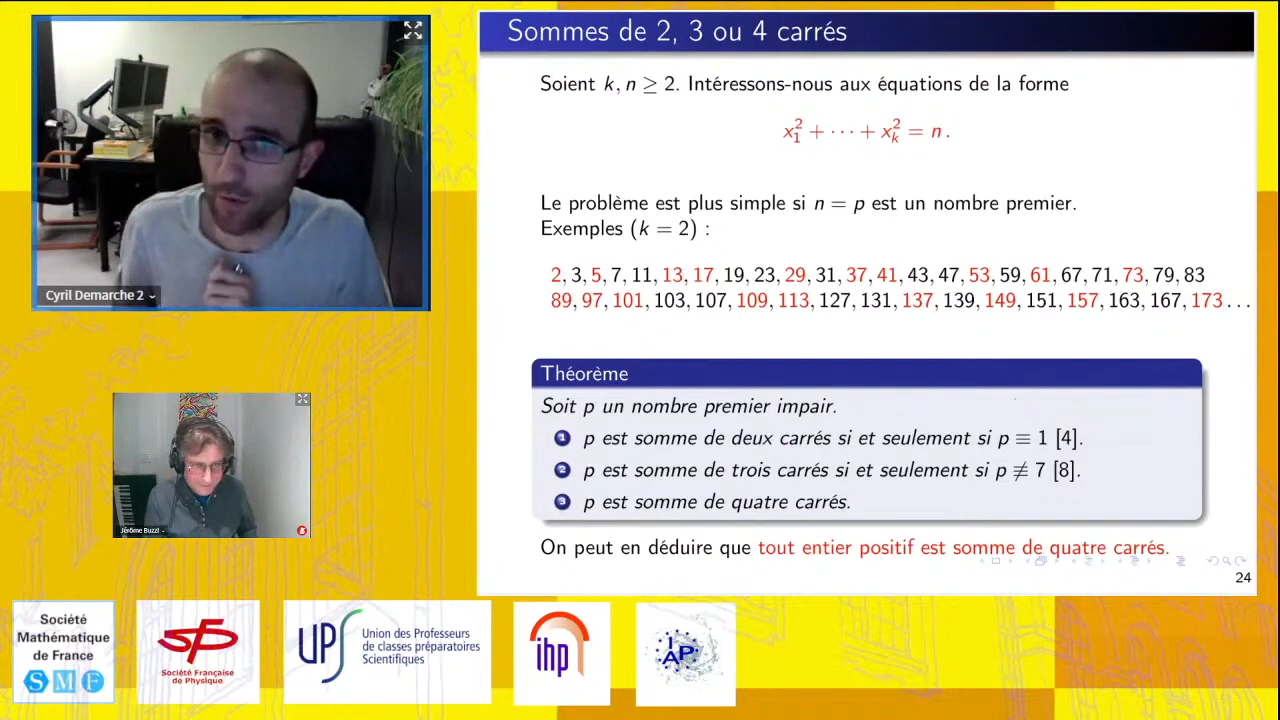 Sommes de 2, 3 ou 4 carrés
Soient k, n ≥ 2. Intéressons-nous aux équations de la forme
x₁² + ⋯ + xₖ² = n .
Le problème est plus simple si n = p est un nombre premier.
Exemples (k = 2) :
2, 3, 5, 7, 11, 13, 17, 19, 23, 29, 31, 37, 41, 43, 47, 53, 59, 61, 67, 71, 73, 79, 83
89, 97, 101, 103, 107, 109, 113, 127, 131, 137, 139, 149, 151, 157, 163, 167, 173 . . .
Théorème
Soit p un nombre premier impair.
1 p est somme de deux carrés si et seulement si p ≡ 1 [4].
2 p est somme de trois carrés si et seulement si p ≢ 7 [8].
3 p est somme de quatre carrés.
On peut en déduire que tout entier positif est somme de quatre carrés.
24
Cyril Demarche 2
Jérôme Buzzi
Société
Mathématique
de France
SMF
sfp
Société Française
de Physique
UPS
Union des Professeurs
de classes préparatoires
Scientifiques
ihp
IAP